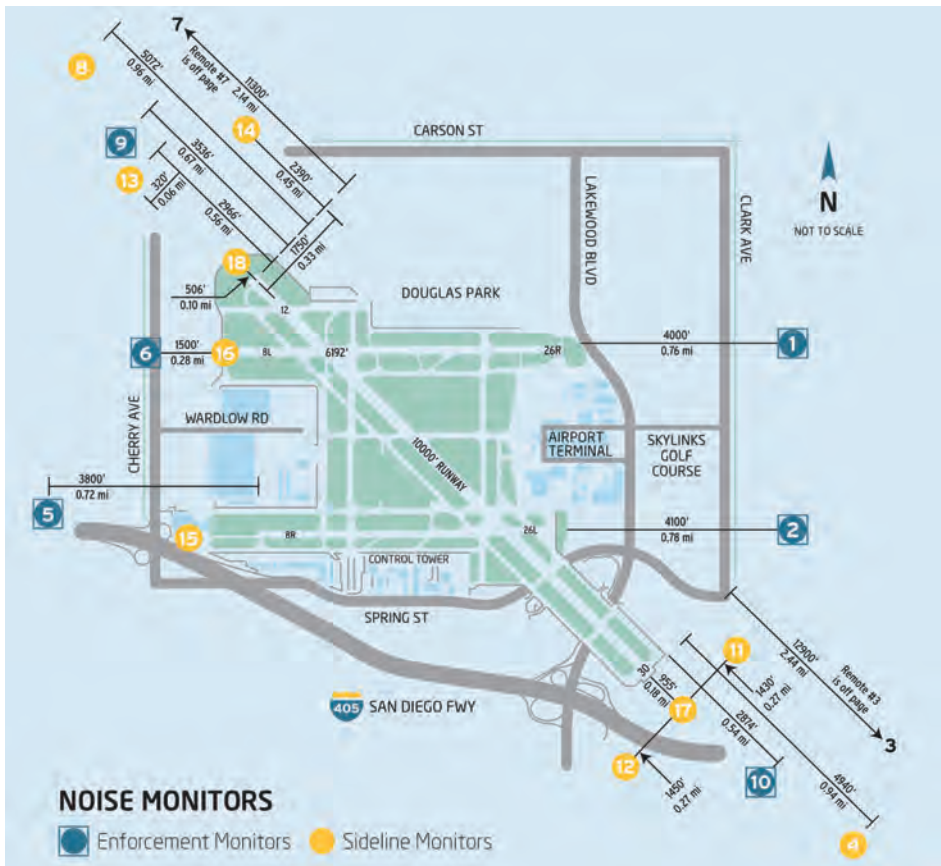 7
8
5072'
0.96 mi
Remote #7
is off page
11300'
2.14 mi
14
9
3536'
0.67 mi
2390'
0.45 mi
CARSON ST
13
320'
0.06 mi
2966'
0.56 mi
1750'
0.33 mi
LAKEWOOD BLVD
CLARK AVE
N
NOT TO SCALE
18
506'
0.10 mi
12
DOUGLAS PARK
6
1500'
0.28 mi
16
8L
6192'
26R
4000'
0.76 mi
1
CHERRY AVE
WARDLOW RD
10000' RUNWAY
AIRPORT
TERMINAL
SKYLINKS
GOLF
COURSE
3800'
0.72 mi
5
15
8R
26L
4100'
0.78 mi
2
CONTROL TOWER
SPRING ST
12900'
2.44 mi
Remote #3
is off page
3
11
1430'
0.27 mi
30
955'
0.18 mi
17
2874'
0.54 mi
405 SAN DIEGO FWY
12
1450'
0.27 mi
10
4940'
0.94 mi
4
NOISE MONITORS
Enforcement Monitors
Sideline Monitors